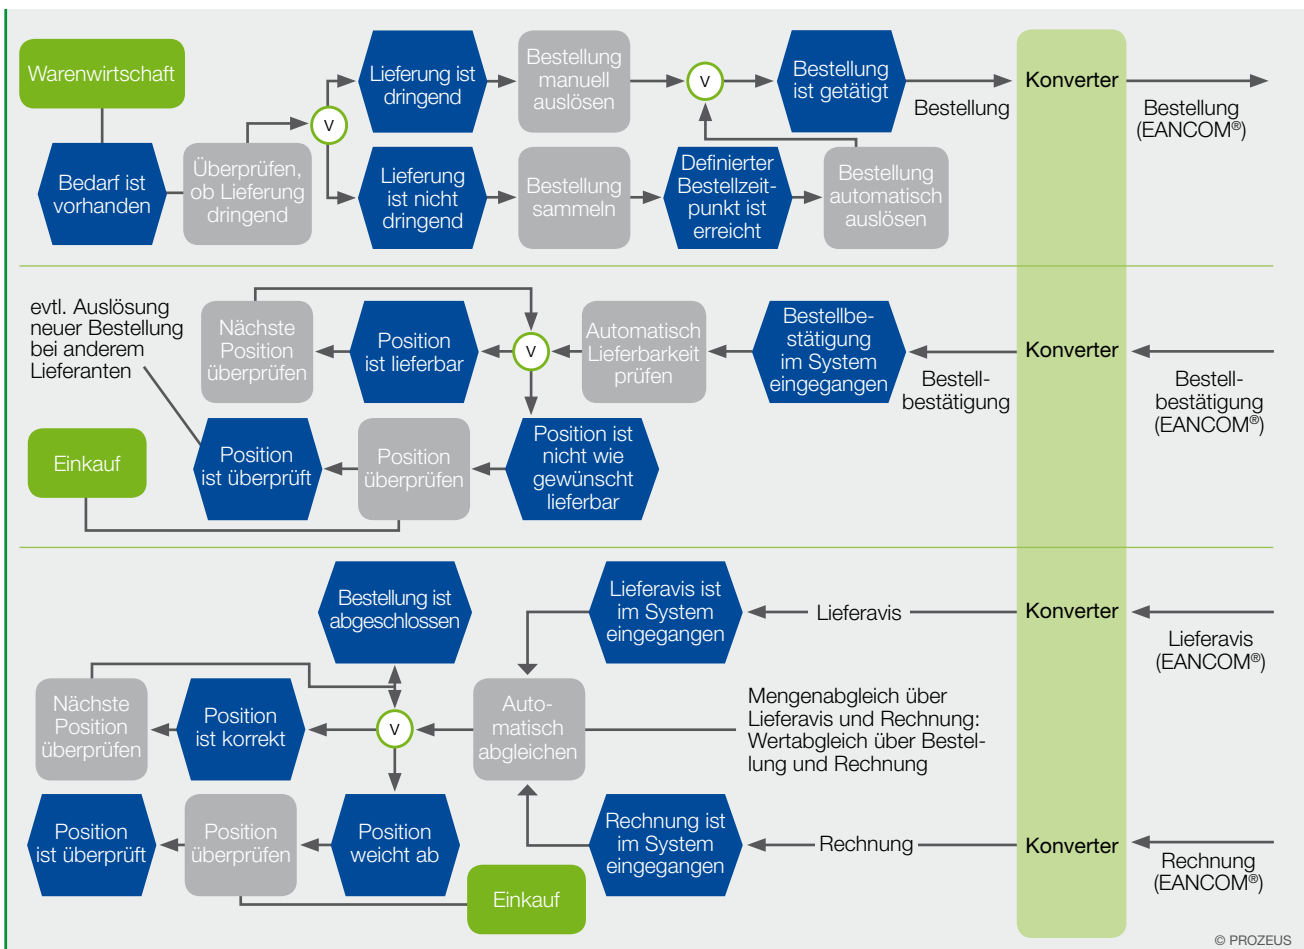 Warenwirtschaft
Bedarf ist
vorhanden
Überprüfen,
ob Lieferung
dringend
V
Lieferung ist
dringend
Bestellung
manuell
auslösen
V
Bestellung
ist getätigt
Bestellung
Konverter
Bestellung
(EANCOM®)
Lieferung
ist nicht
dringend
Bestellung
sammeln
Definierter
Bestellzeit-
punkt ist
erreicht
Bestellung
automatisch
auslösen
evtl. Auslösung
neuer Bestellung
bei anderem
Lieferanten
Nächste
Position
überprüfen
Position
ist lieferbar
V
Automatisch
Lieferbarkeit
prüfen
Bestellbe-
stätigung
im System
eingegangen
Bestell-
bestätigung
Konverter
Bestell-
bestätigung
(EANCOM®)
Einkauf
Position
ist überprüft
Position
überprüfen
Position ist
nicht wie
gewünscht
lieferbar
Bestellung ist
abgeschlossen
Lieferavis ist
im System
eingegangen
Lieferavis
Konverter
Lieferavis
(EANCOM®)
Nächste
Position
überprüfen
Position
ist korrekt
V
Auto-
matisch
abgleichen
Mengenabgleich über
Lieferavis und Rechnung:
Wertabgleich über Bestel-
lung und Rechnung
Position
ist überprüft
Position
überprüfen
Position
weicht ab
Rechnung ist
im System
eingegangen
Rechnung
Konverter
Rechnung
(EANCOM®)
Einkauf
© PROZEUS